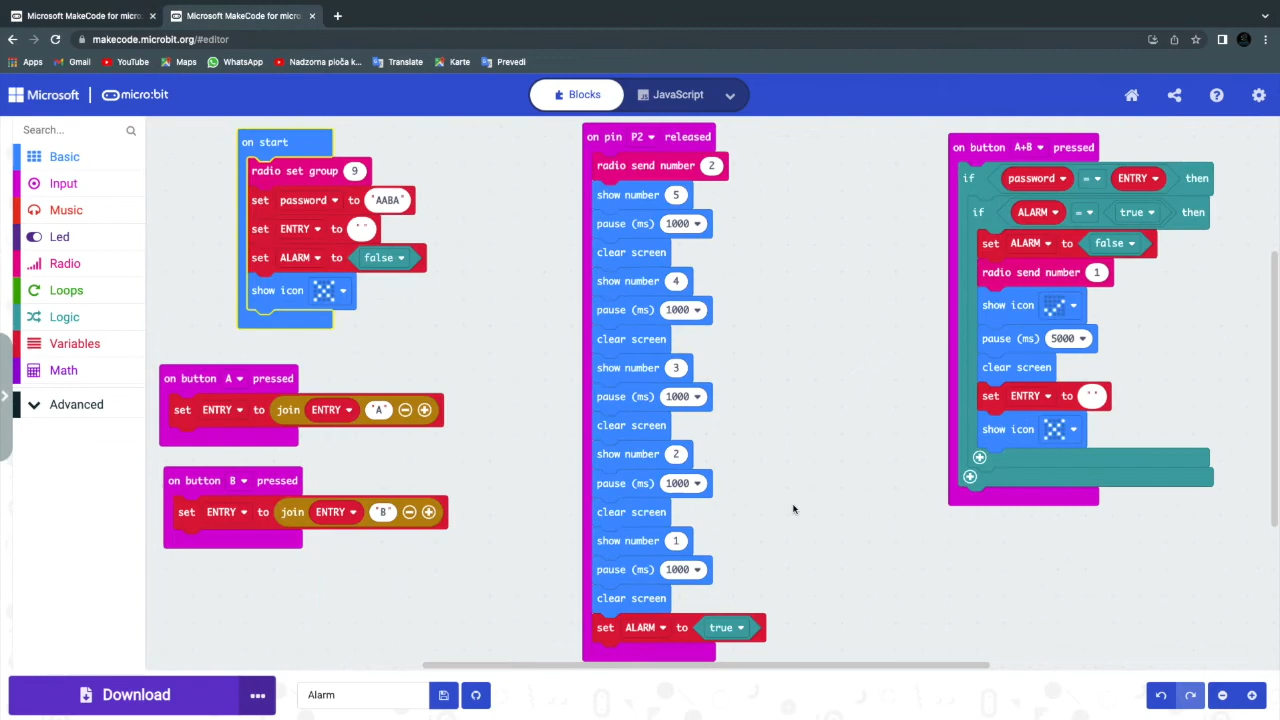 Microsoft MakeCode for micro:
Microsoft MakeCode for micro:
makecode.microbit.org/#editor
Apps Gmail YouTube Maps WhatsApp Nadzorna pioča k... Translate Karte Prevedi
Microsoft micro:bit Blocks JavaScript
Search...
Basic
Input
Music
Led
Radio
Loops
Logic
Variables
Math
Advanced
on start
radio set group 9
set password to "AABA"
set ENTRY to " "
set ALARM to false
show icon
on button A pressed
set ENTRY to join ENTRY "A"
on button B pressed
set ENTRY to join ENTRY "B"
on pin P2 released
radio send number 2
show number 5
pause (ms) 1000
clear screen
show number 4
pause (ms) 1000
clear screen
show number 3
pause (ms) 1000
clear screen
show number 2
pause (ms) 1000
clear screen
show number 1
pause (ms) 1000
clear screen
set ALARM to true
on button A+B pressed
if password = ENTRY then
if ALARM = true then
set ALARM to false
radio send number 1
show icon
pause (ms) 5000
clear screen
set ENTRY to " "
show icon
Download
Alarm